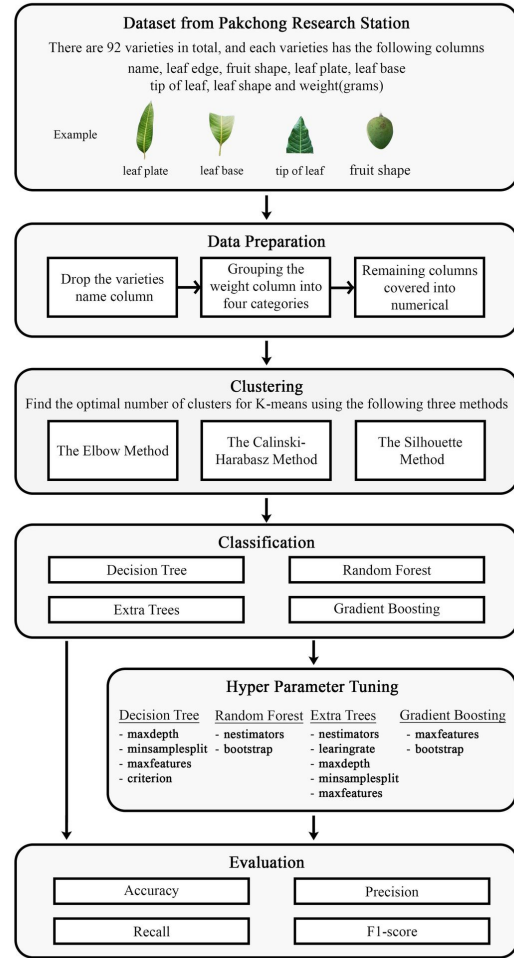 Dataset from Pakchong Research Station
There are 92 varieties in total, and each varieties has the following columns
name, leaf edge, fruit shape, leaf plate, leaf base
tip of leaf, leaf shape and weight(grams)
Example
leaf plate
leaf base
tip of leaf
fruit shape
Data Preparation
Drop the varieties
name column
Grouping the
weight column into
four categories
Remaining columns
covered into
numerical
Clustering
Find the optimal number of clusters for K-means using the following three methods
The Elbow Method
The Calinski-
Harabasz Method
The Silhouette
Method
Classification
Decision Tree
Random Forest
Extra Trees
Gradient Boosting
Hyper Parameter Tuning
Decision Tree
- maxdepth
- minsamplesplit
- maxfeatures
- criterion
Random Forest
- nestimators
- bootstrap
Extra Trees
- nestimators
- learingrate
- maxdepth
- minsamplesplit
- maxfeatures
Gradient Boosting
- maxfeatures
- bootstrap
Evaluation
Accuracy
Precision
Recall
F1-score